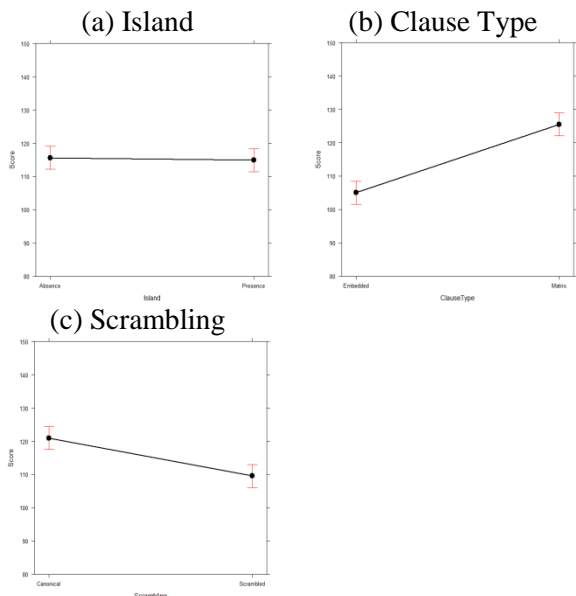 (a) Island
150
140
130
120
110
100
90
80
Score
Absence Presence
Island
(b) Clause Type
150
140
130
120
110
100
90
80
Score
Embedded Matrix
ClauseType
(c) Scrambling
150
140
130
120
110
100
90
80
Score
Canonical Scrambled
Scrambling